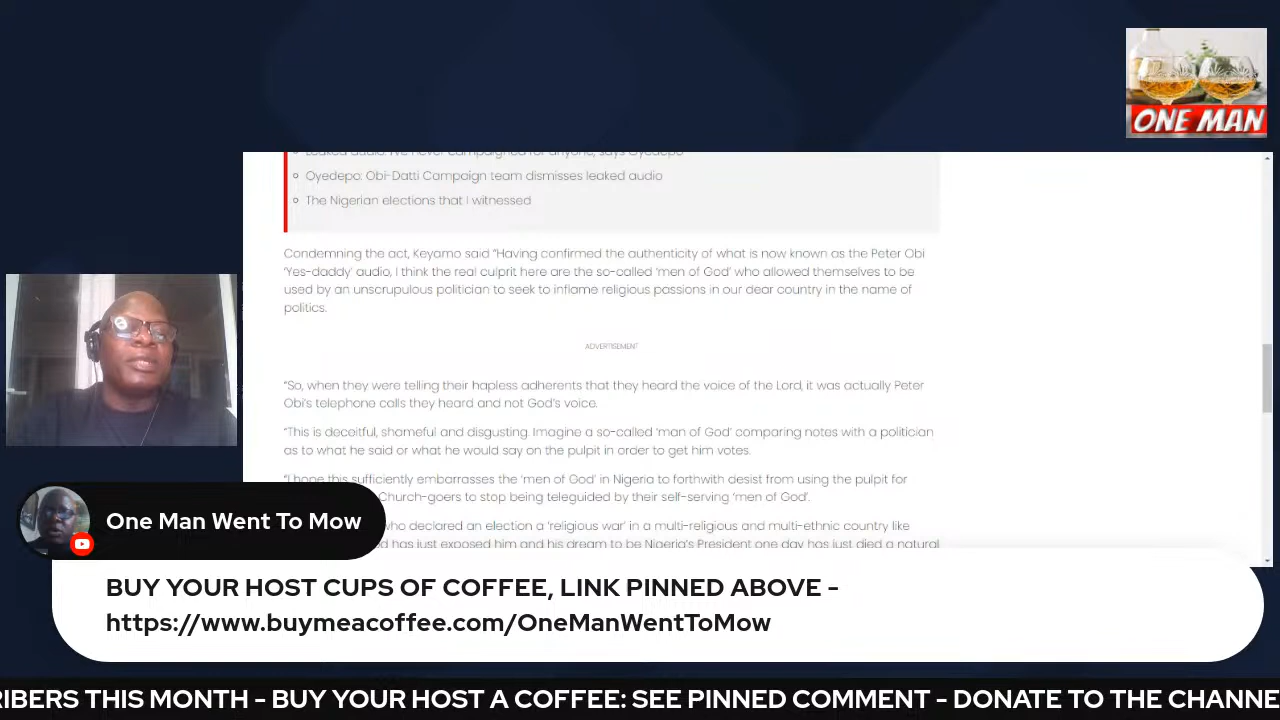 ONE MAN
Leaked audio: We never campaigned for anyone, says Oyedepo
Oyedepo: Obi-Datti Campaign team dismisses leaked audio
The Nigerian elections that I witnessed
Condemning the act, Keyamo said “Having confirmed the authenticity of what is now known as the Peter Obi
‘Yes-daddy’ audio, I think the real culprit here are the so-called ‘men of God’ who allowed themselves to be
used by an unscrupulous politician to seek to inflame religious passions in our dear country in the name of
politics.
ADVERTISEMENT
“So, when they were telling their hapless adherents that they heard the voice of the Lord, it was actually Peter
Obi’s telephone calls they heard and not God’s voice.
“This is deceitful, shameful and disgusting. Imagine a so-called ‘man of God’ comparing notes with a politician
as to what he said or what he would say on the pulpit in order to get him votes.
“I hope this sufficiently embarrasses the ‘men of God’ in Nigeria to forthwith desist from using the pulpit for
Church-goers to stop being teleguided by their self-serving ‘men of God’.
who declared an election a ‘religious war’ in a multi-religious and multi-ethnic country like
has just exposed him and his dream to be Nigeria’s President one day has just died a natural
One Man Went To Mow
BUY YOUR HOST CUPS OF COFFEE, LINK PINNED ABOVE -
https://www.buymeacoffee.com/OneManWentToMow
RIBERS THIS MONTH - BUY YOUR HOST A COFFEE: SEE PINNED COMMENT - DONATE TO THE CHANNE